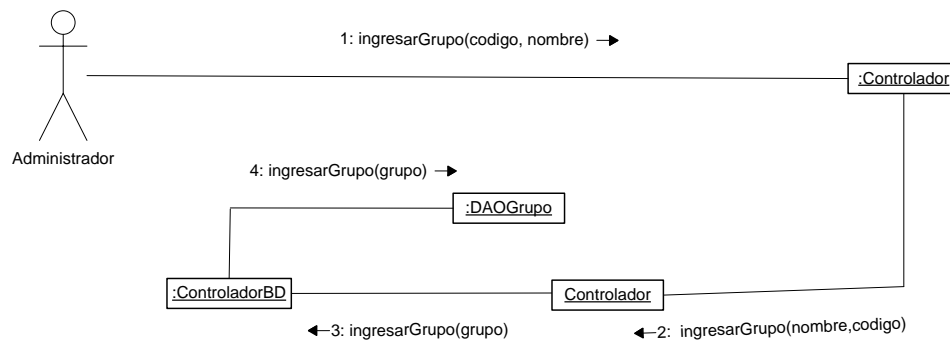 1: ingresarGrupo(codigo, nombre)
:Controlador
Administrador
4: ingresarGrupo(grupo)
:DAOGrupo
:ControladorBD
Controlador
3: ingresarGrupo(grupo)
2: ingresarGrupo(nombre,codigo)